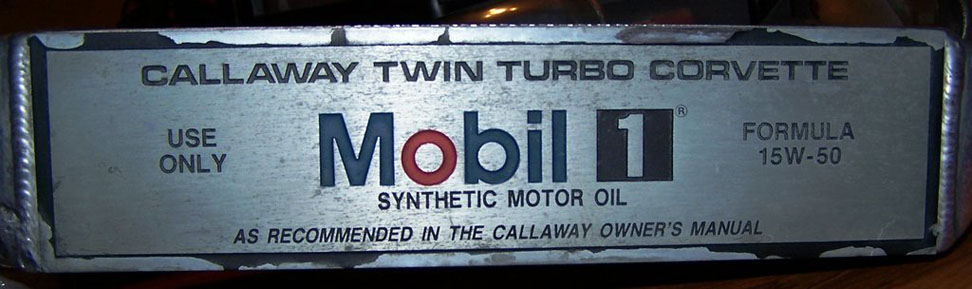 CALLAWAY TWIN TURBO CORVETTE
USE ONLY
Mobil 1®
FORMULA 15W-50
SYNTHETIC MOTOR OIL
AS RECOMMENDED IN THE CALLAWAY OWNER'S MANUAL